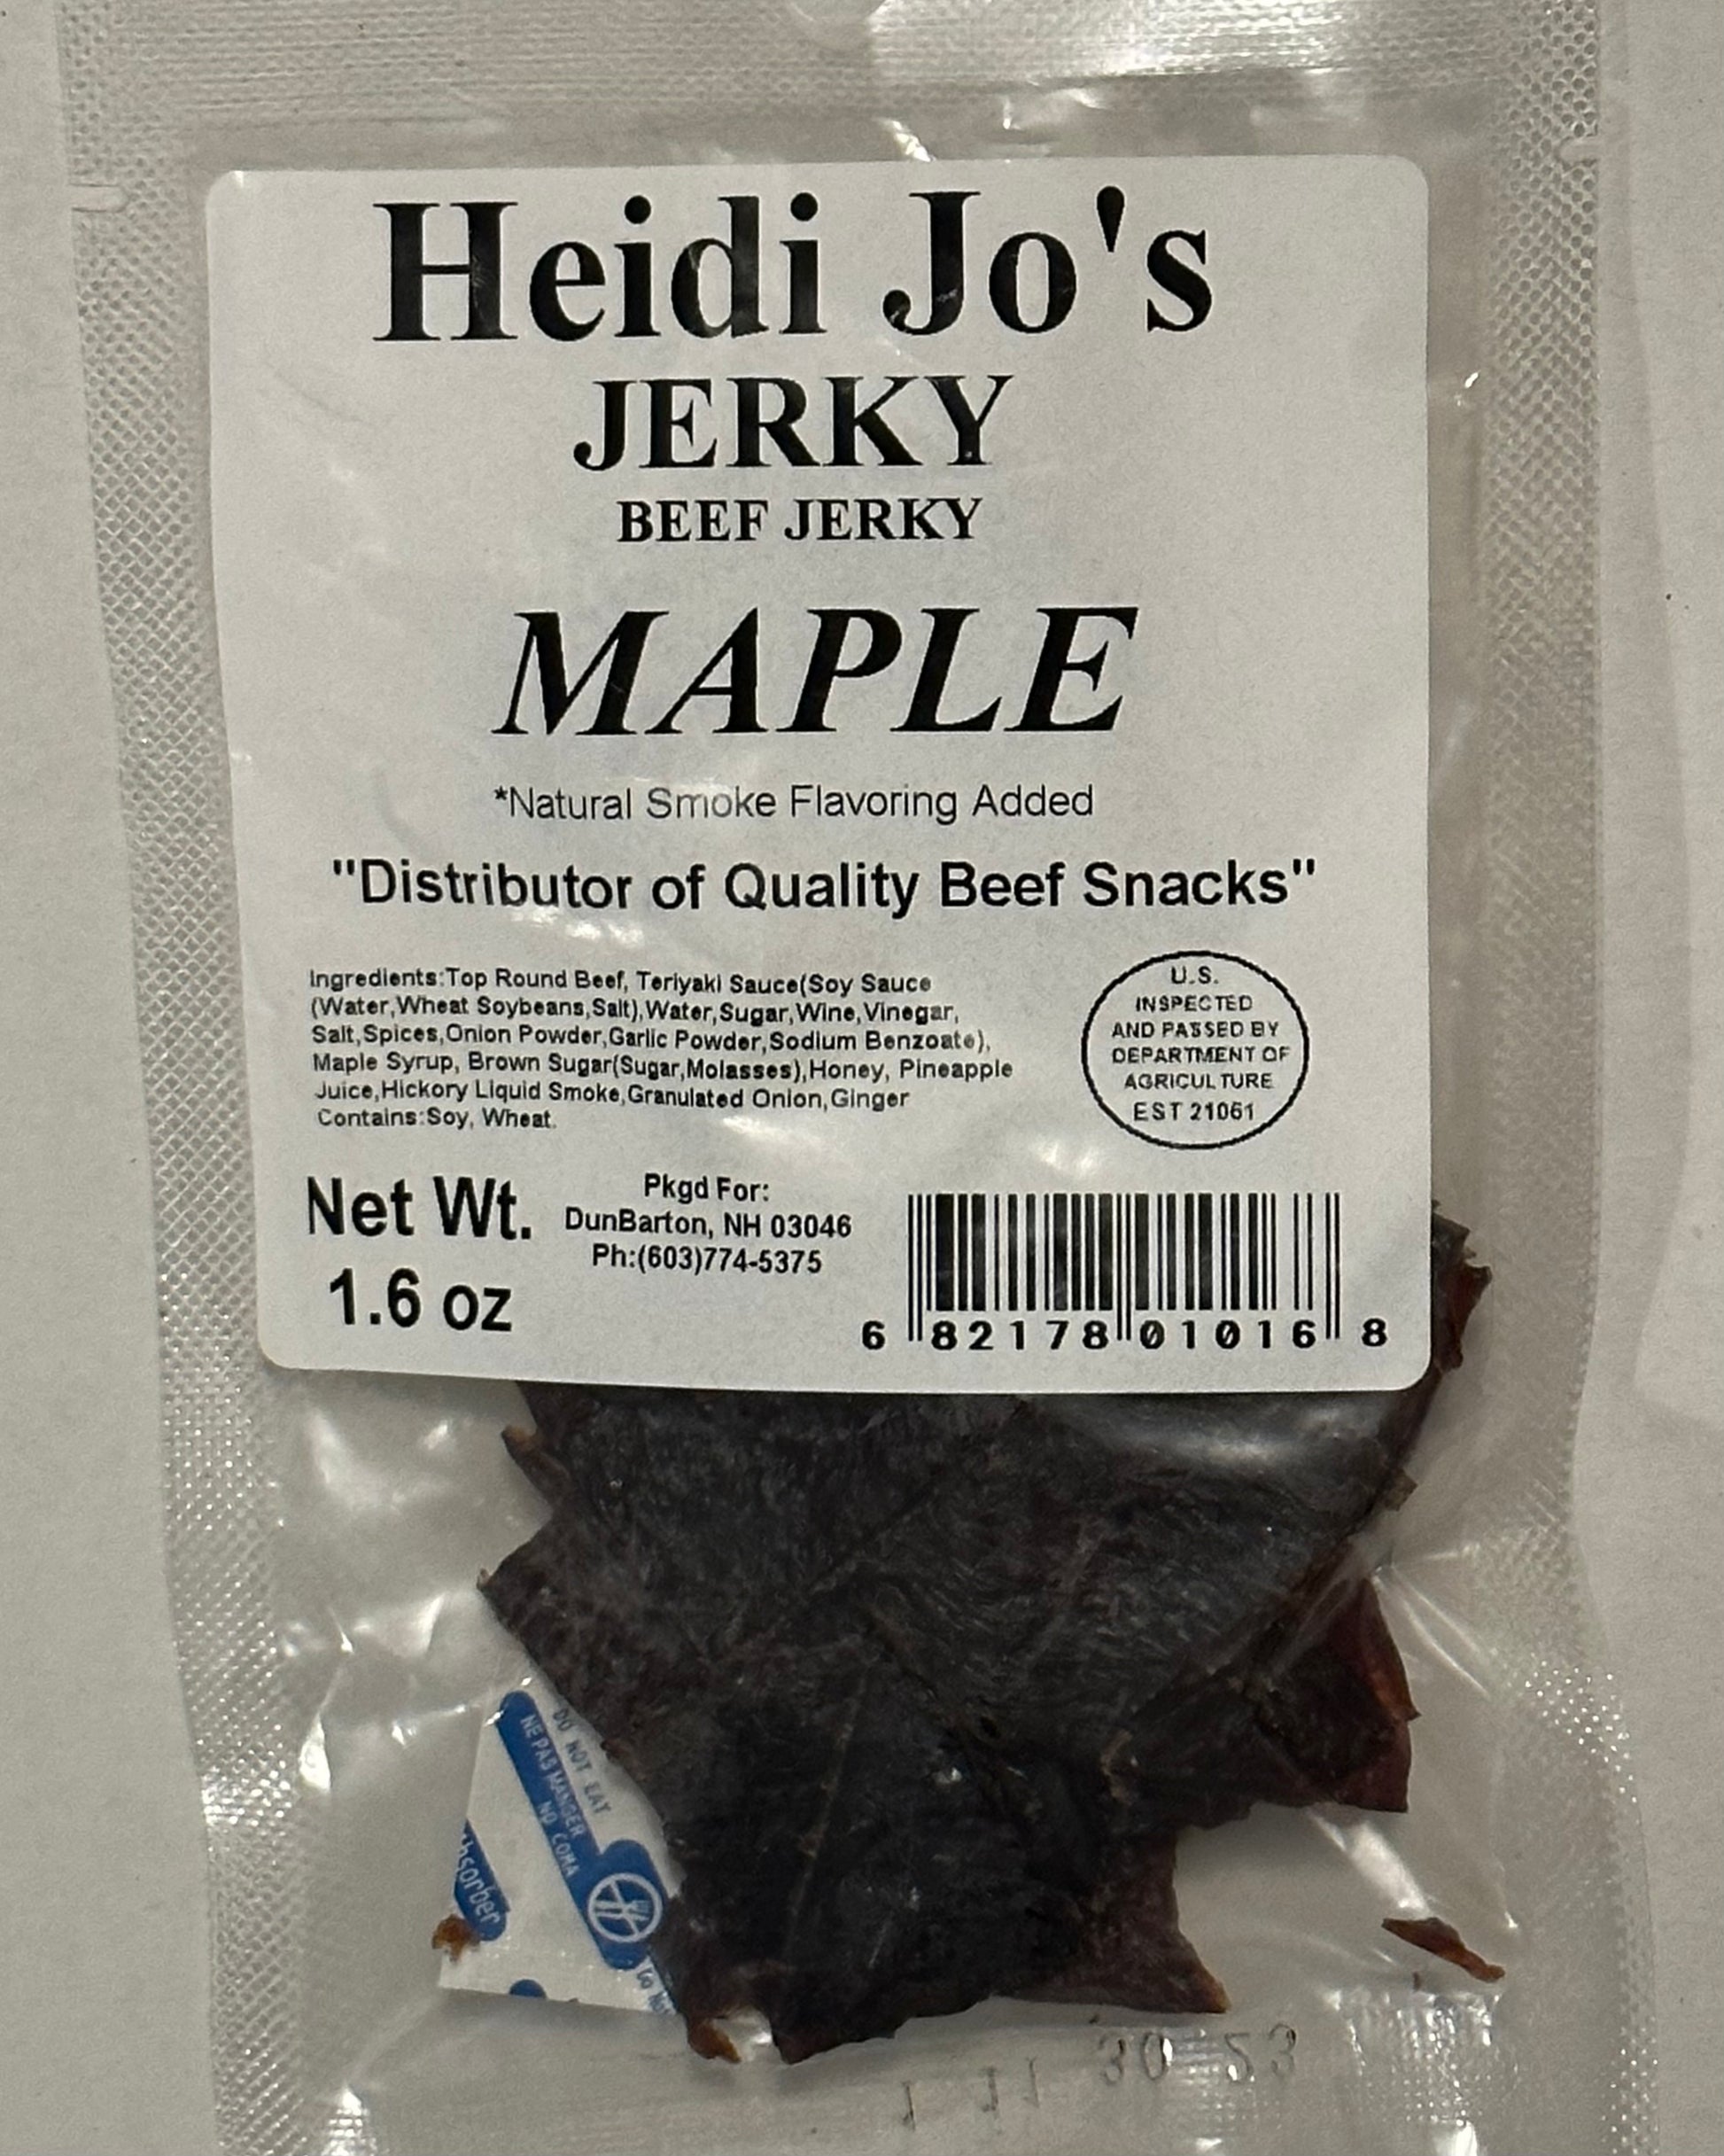 Heidi Jo's
JERKY
BEEF JERKY
MAPLE
*Natural Smoke Flavoring Added
"Distributor of Quality Beef Snacks"
Ingredients:Top Round Beef, Teriyaki Sauce(Soy Sauce
(Water,Wheat Soybeans,Salt),Water,Sugar,Wine,Vinegar,
Salt,Spices,Onion Powder,Garlic Powder,Sodium Benzoate),
Maple Syrup, Brown Sugar(Sugar,Molasses),Honey, Pineapple
Juice,Hickory Liquid Smoke,Granulated Onion,Ginger
Contains:Soy, Wheat.
U.S.
INSPECTED
AND PASSED BY
DEPARTMENT OF
AGRICULTURE
EST 21061
Net Wt.
1.6 oz
Pkgd For:
DunBarton, NH 03046
Ph:(603)774-5375
6 82178 01016 8
DO NOT EAT
NE PAS MANGER
NO COMA
30 23